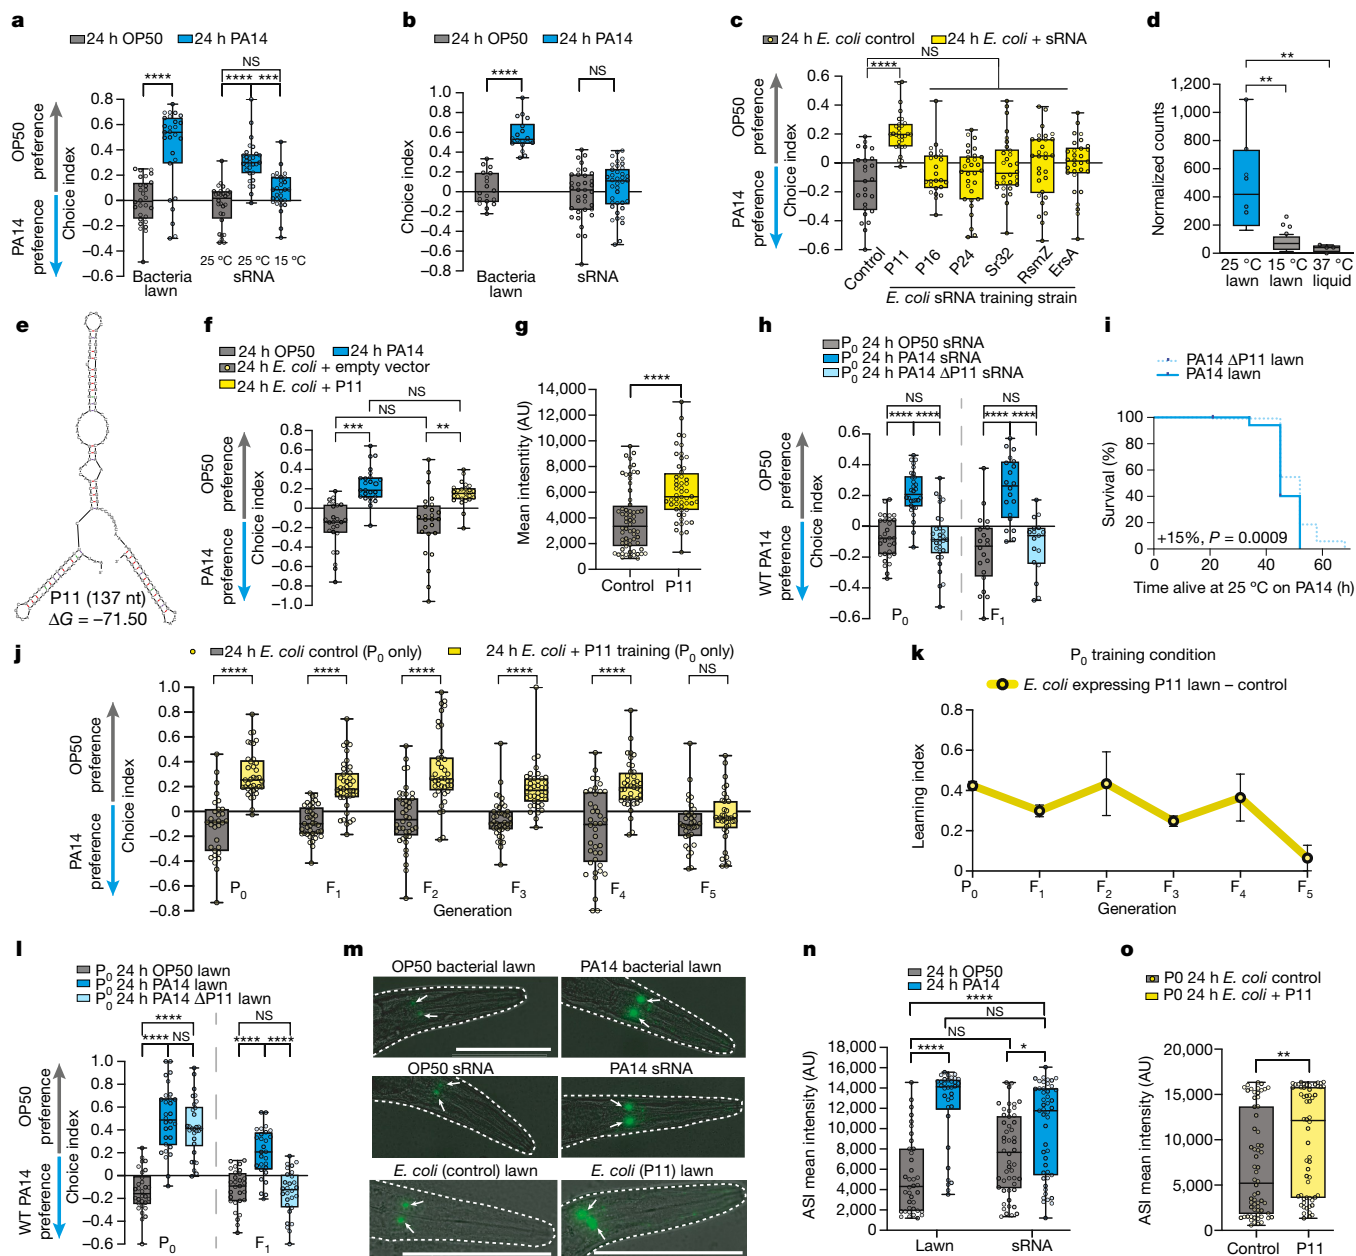 a
24 h OP50 24 h PA14
OP50 preference
PA14 preference
Choice index
0.8
0.6
0.4
0.2
0
−0.2
−0.4
−0.6
****
NS
**** ***
25 °C 25 °C 15 °C
Bacteria lawn
sRNA
b
24 h OP50 24 h PA14
Choice index
1.0
0.8
0.6
0.4
0.2
0
−0.2
−0.4
−0.6
−0.8
****
NS
Bacteria lawn
sRNA
c
24 h E. coli control 24 h E. coli + sRNA
OP50 preference
PA14 preference
Choice index
0.6
0.4
0.2
0
−0.2
−0.4
−0.6
NS
****
Control P11 P16 P24 Sr32 RsmZ ErsA
E. coli sRNA training strain
d
Normalized counts
1,200
1,000
800
600
400
200
0
**
**
25 °C lawn
15 °C lawn
37 °C liquid
e
P11 (137 nt)
ΔG = −71.50
f
24 h OP50 24 h PA14
24 h E. coli + empty vector
24 h E. coli + P11
OP50 preference
PA14 preference
Choice index
1.0
0.8
0.6
0.4
0.2
0
−0.2
−0.4
−0.6
−0.8
−1.0
NS
NS
***
**
g
Mean intestntity (AU)
14,000
12,000
10,000
8,000
6,000
4,000
2,000
0
****
Control P11
h
P0 24 h OP50 sRNA
P0 24 h PA14 sRNA
P0 24 h PA14 ΔP11 sRNA
OP50 preference
WT PA14 preference
Choice index
0.6
0.4
0.2
0
−0.2
−0.4
−0.6
NS
**** ****
NS
**** ****
P0 F1
i
PA14 ΔP11 lawn
PA14 lawn
Survival (%)
100
80
60
40
20
0
+15%, P = 0.0009
0 20 40 60
Time alive at 25 °C on PA14 (h)
j
24 h E. coli control (P0 only) 24 h E. coli + P11 training (P0 only)
OP50 preference
PA14 preference
Choice index
1.0
0.8
0.6
0.4
0.2
0
−0.2
−0.4
−0.6
−0.8
**** **** **** **** **** NS
P0 F1 F2 F3 F4 F5
Generation
k
P0 training condition
E. coli expressing P11 lawn – control
Learning index
0.8
0.6
0.4
0.2
0
P0 F1 F2 F3 F4 F5
Generation
l
P0 24 h OP50 lawn
P0 24 h PA14 lawn
P0 24 h PA14 ΔP11 lawn
OP50 preference
WT PA14 preference
Choice index
1.0
0.8
0.6
0.4
0.2
0
−0.2
−0.4
−0.6
****
**** NS
NS
**** ****
P0 F1
m
OP50 bacterial lawn PA14 bacterial lawn
OP50 sRNA PA14 sRNA
E. coli (control) lawn E. coli (P11) lawn
n
24 h OP50
24 h PA14
ASI mean intensity (AU)
18,000
16,000
14,000
12,000
10,000
8,000
6,000
4,000
2,000
0
****
NS
NS
****
*
Lawn sRNA
o
P0 24 h E. coli control
P0 24 h E. coli + P11
ASI mean intensity (AU)
20,000
15,000
10,000
5,000
0
**
Control P11